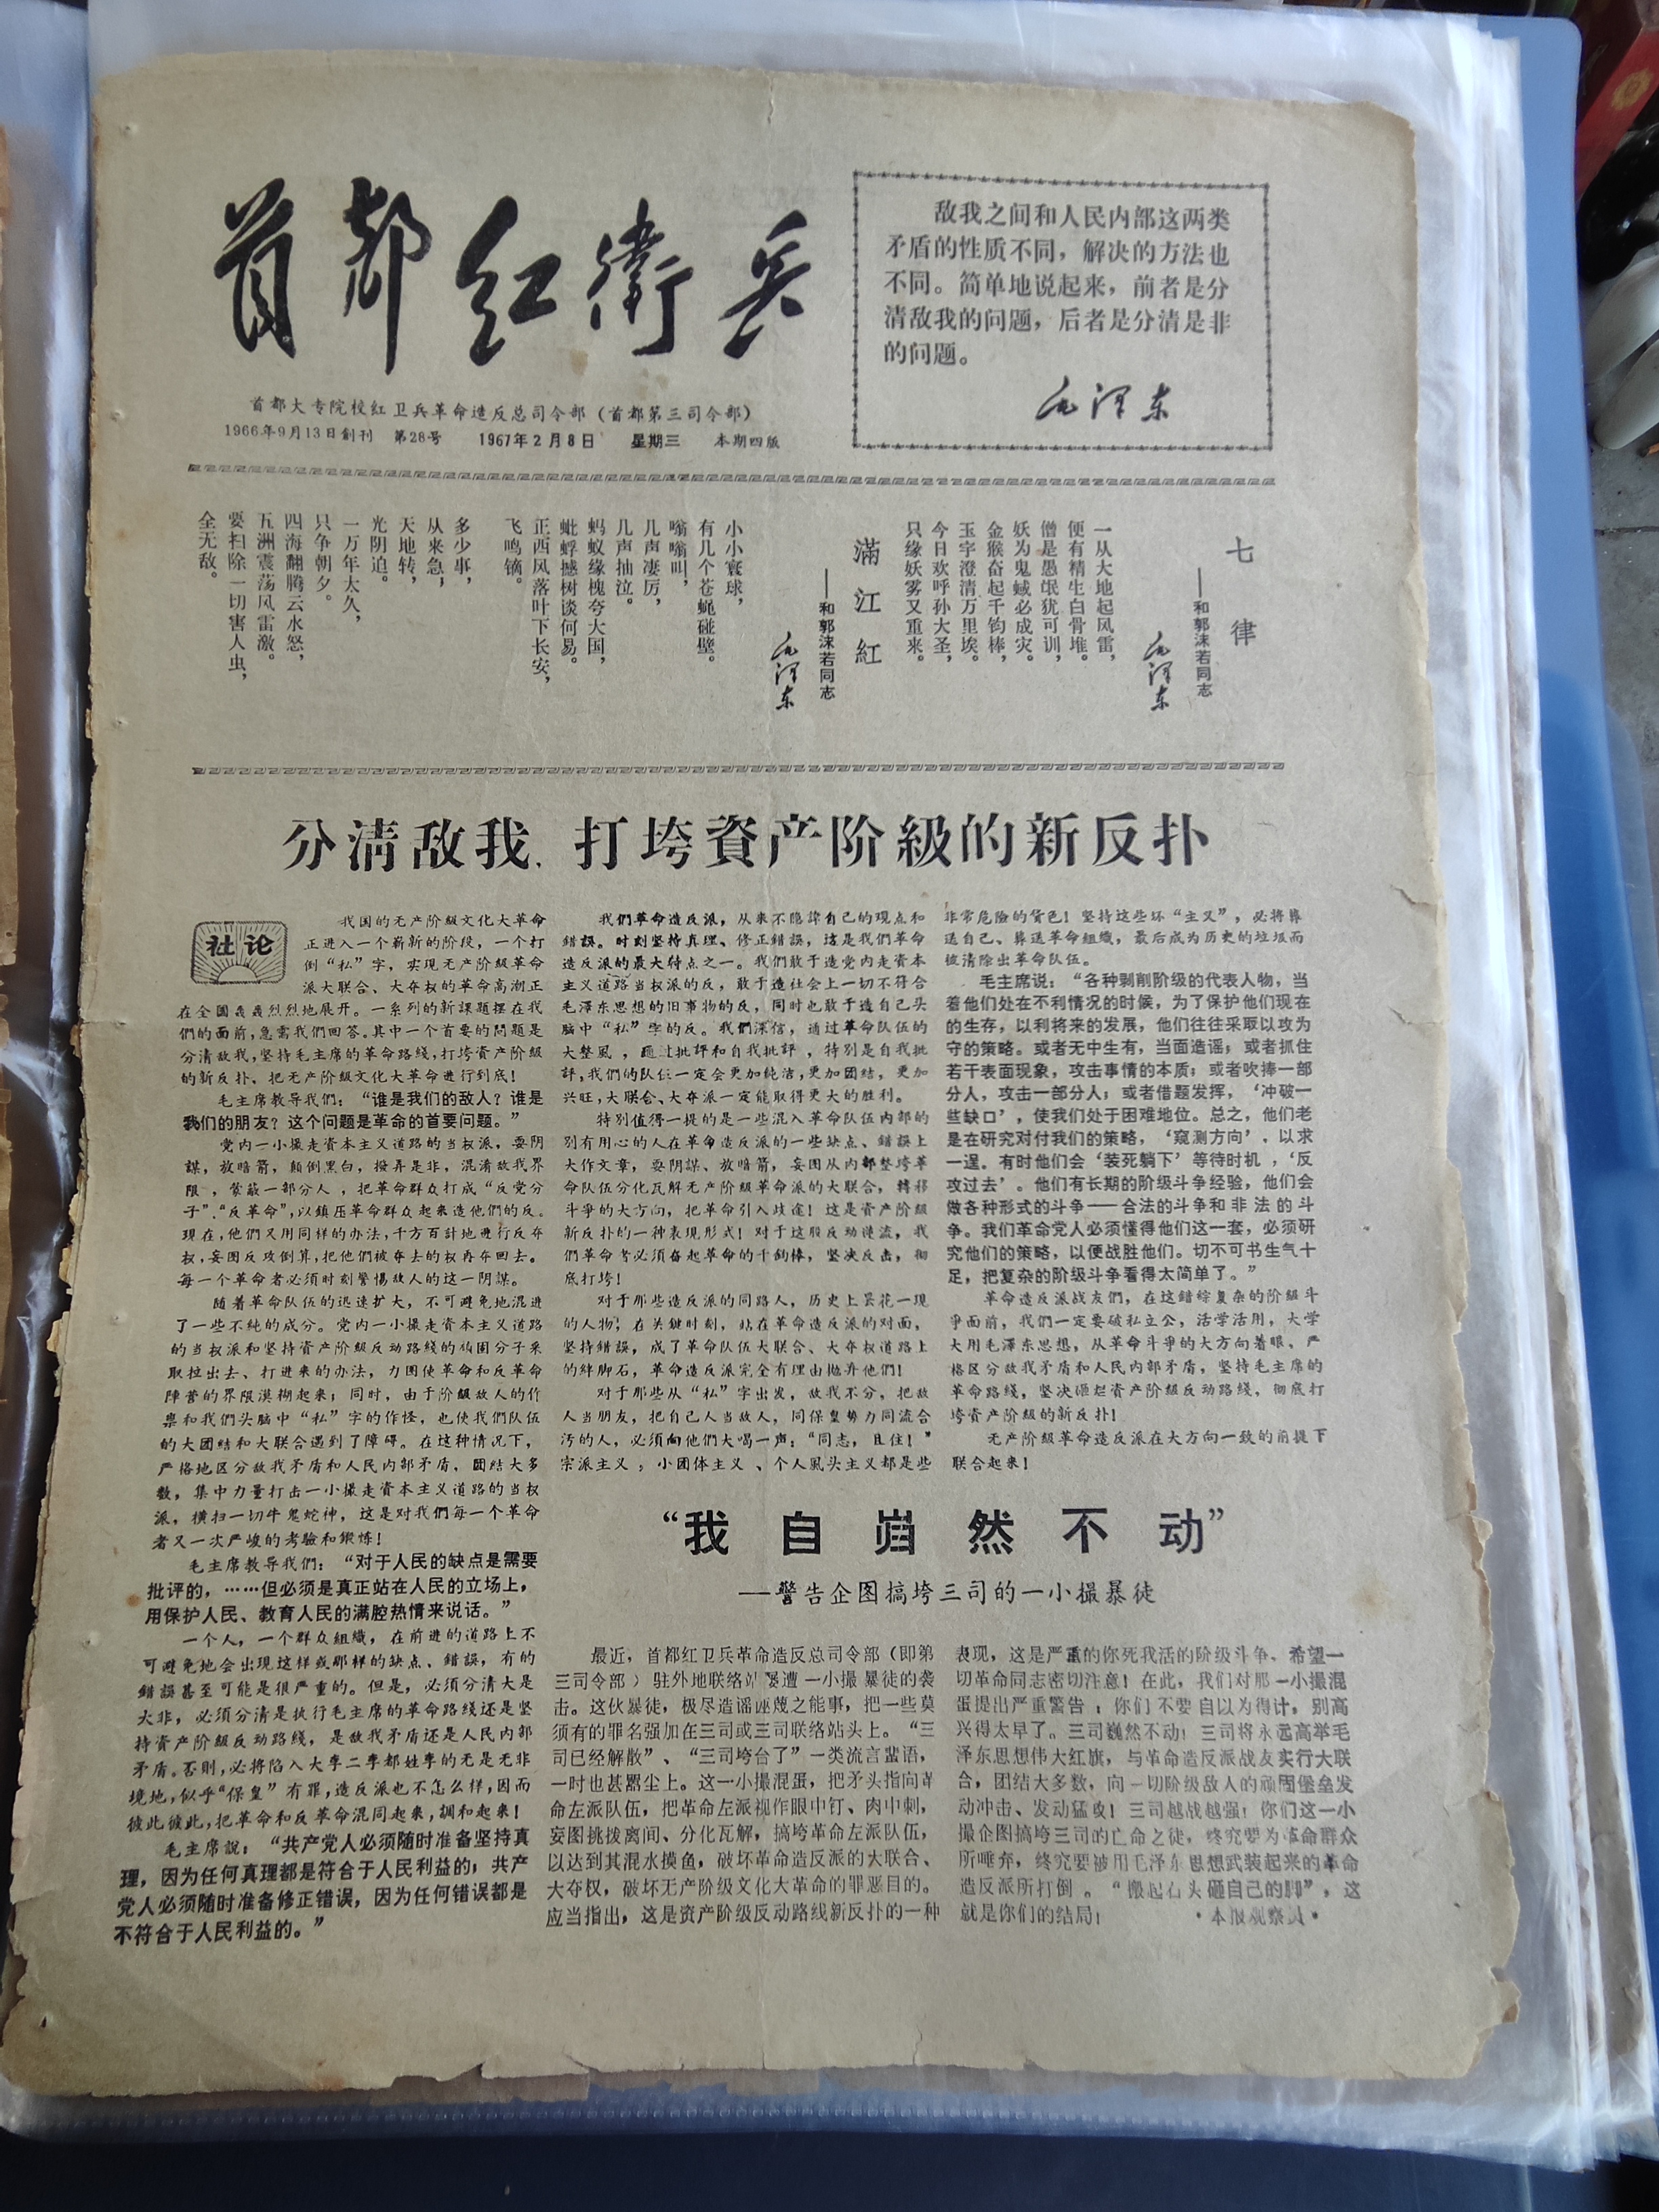 首都红衛兵
首都大专院校红卫兵革命造反总司令部（首都第三司令部）
1966年9月13日創刊 第28号 1967年2月8日 星期三 本期四版
敌我之间和人民内部这两类
矛盾的性质不同，解决的方法也
不同。简单地说起来，前者是分
清敌我的问题，后者是分清是非
的问题。
毛泽东
七律
——和郭沫若同志
毛泽东
一从大地起风雷，
便有精生白骨堆。
僧是愚氓犹可训，
妖为鬼蜮必成灾。
金猴奋起千钧棒，
玉宇澄清万里埃。
今日欢呼孙大圣，
只缘妖雾又重来。
滿江紅
——和郭沫若同志
毛泽东
小小寰球，
有几个苍蝇碰壁。
嗡嗡叫，
几声凄厉，
几声抽泣。
蚂蚁缘槐夸大国，
蚍蜉撼树谈何易。
正西风落叶下长安，
飞鸣镝。
多少事，
从来急，
天地转，
光阴迫。
一万年太久，
只争朝夕。
四海翻腾云水怒，
五洲震荡风雷激。
要扫除一切害人虫，
全无敌。
分清敌我，打垮資产阶級的新反扑
社论
我国的无产阶級文化大革命
正进入一个崭新的阶段，一个打
倒“私”字，实现无产阶級革命
派大联合、大夺权的革命高潮正
在全国轰轰烈烈地展开。一系列的新課題摆在我
們的面前，急需我們回答。其中一个首要的問題是
分清敌我，坚持毛主席的革命路线，打垮資产阶級
的新反扑、把无产阶級文化大革命进行到底！
毛主席教导我們：“谁是我们的敌人？谁是
我们的朋友？这个问题是革命的首要问题。”
党内一小撮走資本主义道路的当权派，耍阴
謀，放暗箭，顛倒黑白，搬弄是非，混淆敌我界
限，蒙蔽一部分人，把革命群众打成“反党分
子”、“反革命”，以鎮压革命群众起来造他們的反。
现在，他們又用同样的办法，千方百計地进行反夺
权，妄图反攻倒算，把他們被夺去的权再夺回去。
每一个革命者必須时刻警惕敌人的这一阴謀。
随着革命队伍的迅速扩大，不可避免地混进
了一些不純的成分。党内一小撮走資本主义道路
的当权派和坚持資产阶級反动路线的頑固分子采
取拉出去、打进来的办法，力图使革命和反革命
陣营的界限模糊起来；同时，由于阶級敌人的作
祟和我們头脑中“私”字的作怪，也使我們队伍
的大团結和大联合遇到了障碍。在这种情况下，
严格地区分敌我矛盾和人民内部矛盾，团結大多
数，集中力量打击一小撮走資本主义道路的当权
派，横扫一切牛鬼蛇神，这是对我們每一个革命
者又一次严峻的考驗和鍛炼！
毛主席教导我们：“对于人民的缺点是需要
批评的，……但必须是真正站在人民的立场上，
用保护人民、教育人民的满腔热情来说话。”
一个人，一个群众組織，在前进的道路上不
可避免地会出现这样或那样的缺点、錯誤，有的
錯誤甚至可能是很严重的。但是，必須分清大是
大非，必須分清是执行毛主席的革命路线还是坚
持資产阶級反动路线，是敌我矛盾还是人民内部
矛盾。否則，必将陷入大李二李都姓李的无是无非
境地，似乎“保皇”有罪，造反派也不怎么样，因而
彼此彼此，把革命和反革命混同起来，調和起来！
毛主席說：“共产党人必须随时准备坚持真
理，因为任何真理都是符合于人民利益的；共产
党人必须随时准备修正错误，因为任何错误都是
不符合于人民利益的。”
我們革命造反派，从来不隐諱自己的观点和
錯誤。时刻坚持真理、修正錯誤，这是我們革命
造反派的最大特点之一。我們敢于造党内走資本
主义道路当权派的反，敢于造社会上一切不符合
毛澤东思想的旧事物的反，同时也敢于造自己头
脑中“私”字的反。我們深信，通过革命队伍的
大整風，通过批評和自我批評，特别是自我批
評，我們的队伍一定会更加純洁，更加团結，更加
兴旺，大联合、大夺派一定能取得更大的胜利。
特别值得一提的是一些混入革命队伍内部的
别有用心的人在革命造反派的一些缺点、錯誤上
大作文章，耍阴謀、放暗箭，妄图从内部整垮革
命队伍分化瓦解无产阶級革命派的大联合，轉移
斗爭的大方向，把革命引入歧途！这是資产阶級
新反扑的一种表现形式！对于这股反动逆流，我
們革命者必須奋起革命的千鈞棒，坚决反击，彻
底打垮！
对于那些造反派的同路人，历史上昙花一现
的人物；在关键时刻，站在革命造反派的对面，
坚持錯誤，成了革命队伍大联合、大夺权道路上
的絆脚石，革命造反派完全有理由抛弃他們！
对于那些从“私”字出发，敌我不分，把敌
人当朋友，把自己人当敌人，同保皇势力同流合
污的人，必須向他們大喝一声：“同志，且住！”
宗派主义，小团体主义、个人風头主义都是些
非常危险的貨色！坚持这些坏“主义”，必将葬
送自己、葬送革命組織，最后成为历史的垃圾而
被清除出革命队伍。
毛主席说：“各种剥削阶级的代表人物，当
着他们处在不利情况的时候，为了保护他们现在
的生存，以利将来的发展，他们往往采取以攻为
守的策略。或者无中生有，当面造谣；或者抓住
若干表面现象，攻击事情的本质；或者吹捧一部
分人，攻击一部分人；或者借题发挥，‘冲破一
些缺口’，使我们处于困难地位。总之，他们老
是在研究对付我们的策略，‘窥测方向’，以求
一逞。有时他们会‘装死躺下’等待时机，‘反
攻过去’。他们有长期的阶级斗争经验，他们会
做各种形式的斗争——合法的斗争和非法的斗
争。我们革命党人必须懂得他们这一套，必须研
究他们的策略，以便战胜他们。切不可书生气十
足，把复杂的阶级斗争看得太简单了。”
革命造反派战友們，在这錯綜复杂的阶級斗
爭面前，我們一定要破私立公，活学活用，大学
大用毛澤东思想，从革命斗爭的大方向着眼、严
格区分敌我矛盾和人民内部矛盾，坚持毛主席的
革命路线，坚决砸烂資产阶級反动路线，彻底打
垮資产阶級的新反扑！
无产阶級革命造反派在大方向一致的前提下
联合起来！
“我自岿然不动”
——警告企图搞垮三司的一小撮暴徒
最近，首都红卫兵革命造反总司令部（即第
三司令部）驻外地联络站屡遭一小撮暴徒的袭
击。这伙暴徒，极尽造谣诬蔑之能事，把一些莫
须有的罪名强加在三司或三司联络站头上。“三
司已经解散”、“三司垮台了”一类流言蜚语，
一时也甚嚣尘上。这一小撮混蛋，把矛头指向革
命左派队伍，把革命左派视作眼中钉、肉中刺，
妄图挑拨离间、分化瓦解，搞垮革命左派队伍，
以达到其混水摸鱼，破坏革命造反派的大联合、
大夺权，破坏无产阶级文化大革命的罪恶目的。
应当指出，这是资产阶级反动路线新反扑的一种
表现，这是严重的你死我活的阶级斗争、希望一
切革命同志密切注意！在此，我们对那一小撮混
蛋提出严重警告：你们不要自以为得计，别高
兴得太早了。三司巍然不动！三司将永远高举毛
泽东思想伟大红旗，与革命造反派战友实行大联
合，团结大多数，向一切阶级敌人的顽固堡垒发
动冲击、发动猛攻！三司越战越强！你们这一小
撮企图搞垮三司的亡命之徒，终究要为革命群众
所唾弃，终究要被用毛泽东思想武装起来的革命
造反派所打倒。“搬起石头砸自己的脚”，这
就是你们的结局！
·本报观察员·